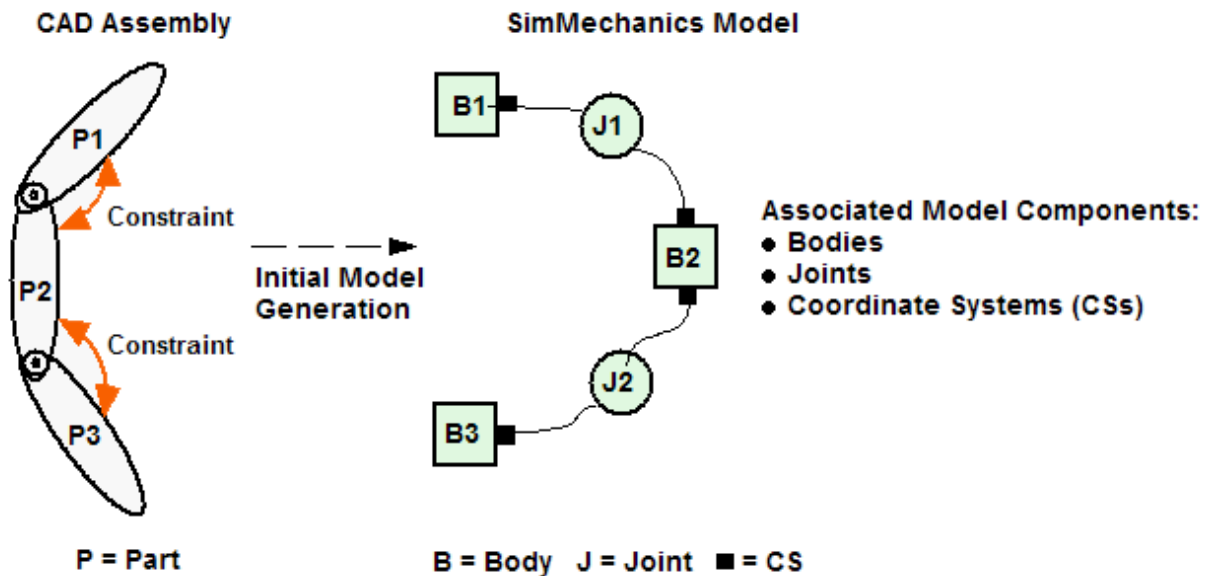 CAD Assembly
SimMechanics Model
P1
Constraint
P2
Constraint
P3
Initial Model
Generation
B1
J1
B2
J2
B3
Associated Model Components:
● Bodies
● Joints
● Coordinate Systems (CSs)
P = Part
B = Body J = Joint ■ = CS